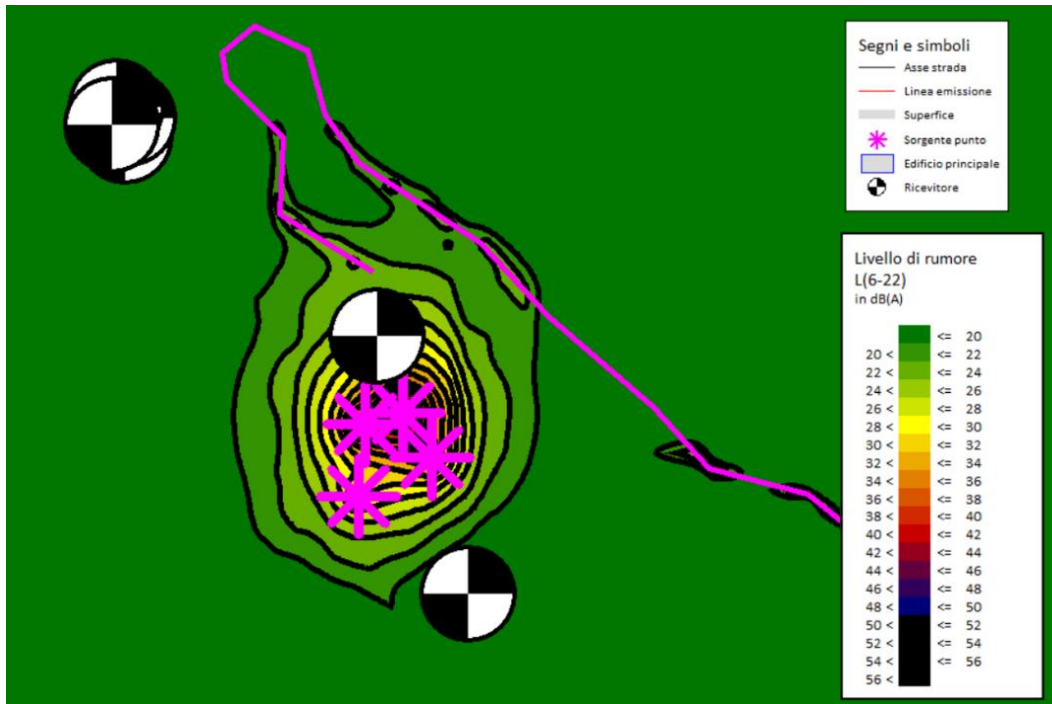 Segni e simboli
Asse strada
Linea emissione
Superfice
Sorgente punto
Edificio principale
Ricevitore
Livello di rumore
L(6-22)
in dB(A)
<= 20
20 < <= 22
22 < <= 24
24 < <= 26
26 < <= 28
28 < <= 30
30 < <= 32
32 < <= 34
34 < <= 36
36 < <= 38
38 < <= 40
40 < <= 42
42 < <= 44
44 < <= 46
46 < <= 48
48 < <= 50
50 < <= 52
52 < <= 54
54 < <= 56
56 <